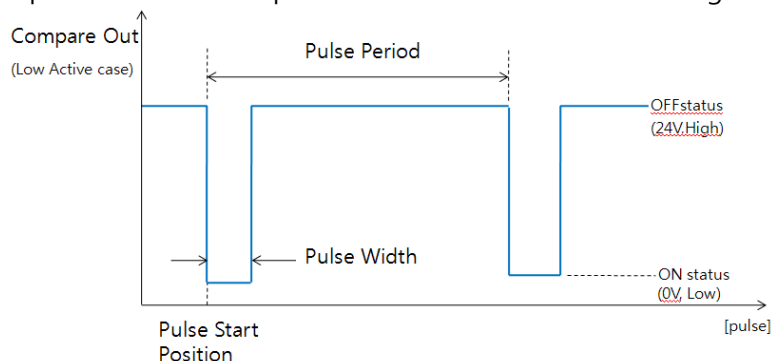 Compare Out
(Low Active case)
Pulse Period
OFFstatus
(24V.High)
Pulse Width
ON status
(0V, Low)
[pulse]
Pulse Start
Position